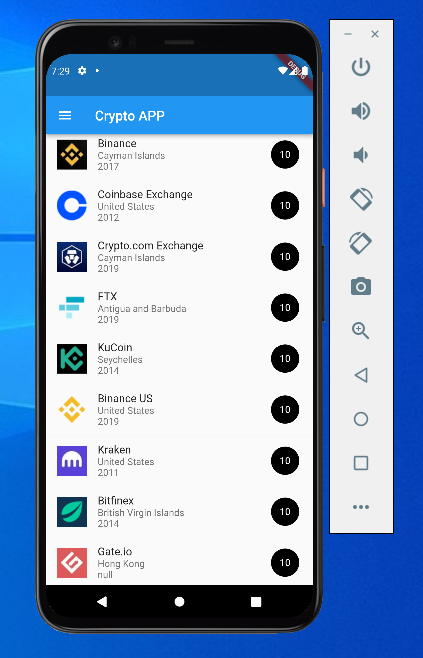 7:29
DEBUG
Crypto APP
Binance
Cayman Islands
2017
10
Coinbase Exchange
United States
2012
10
Crypto.com Exchange
Cayman Islands
2019
10
FTX
Antigua and Barbuda
2019
10
KuCoin
Seychelles
2014
10
Binance US
United States
2019
10
Kraken
United States
2011
10
Bitfinex
British Virgin Islands
2014
10
Gate.io
Hong Kong
null
10